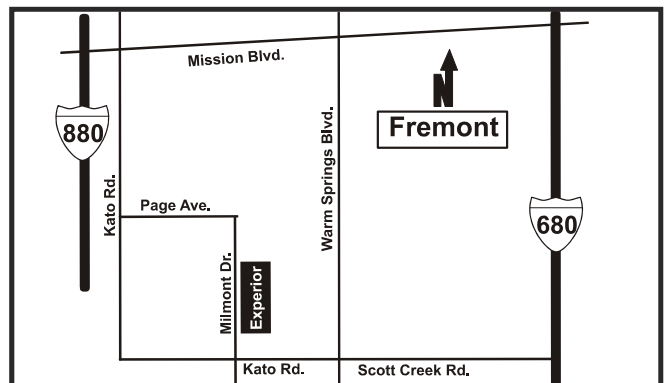 Mission Blvd.
N
880
Fremont
Warm Springs Blvd.
Kato Rd.
Page Ave.
680
Milmont Dr.
Experior
Kato Rd.
Scott Creek Rd.